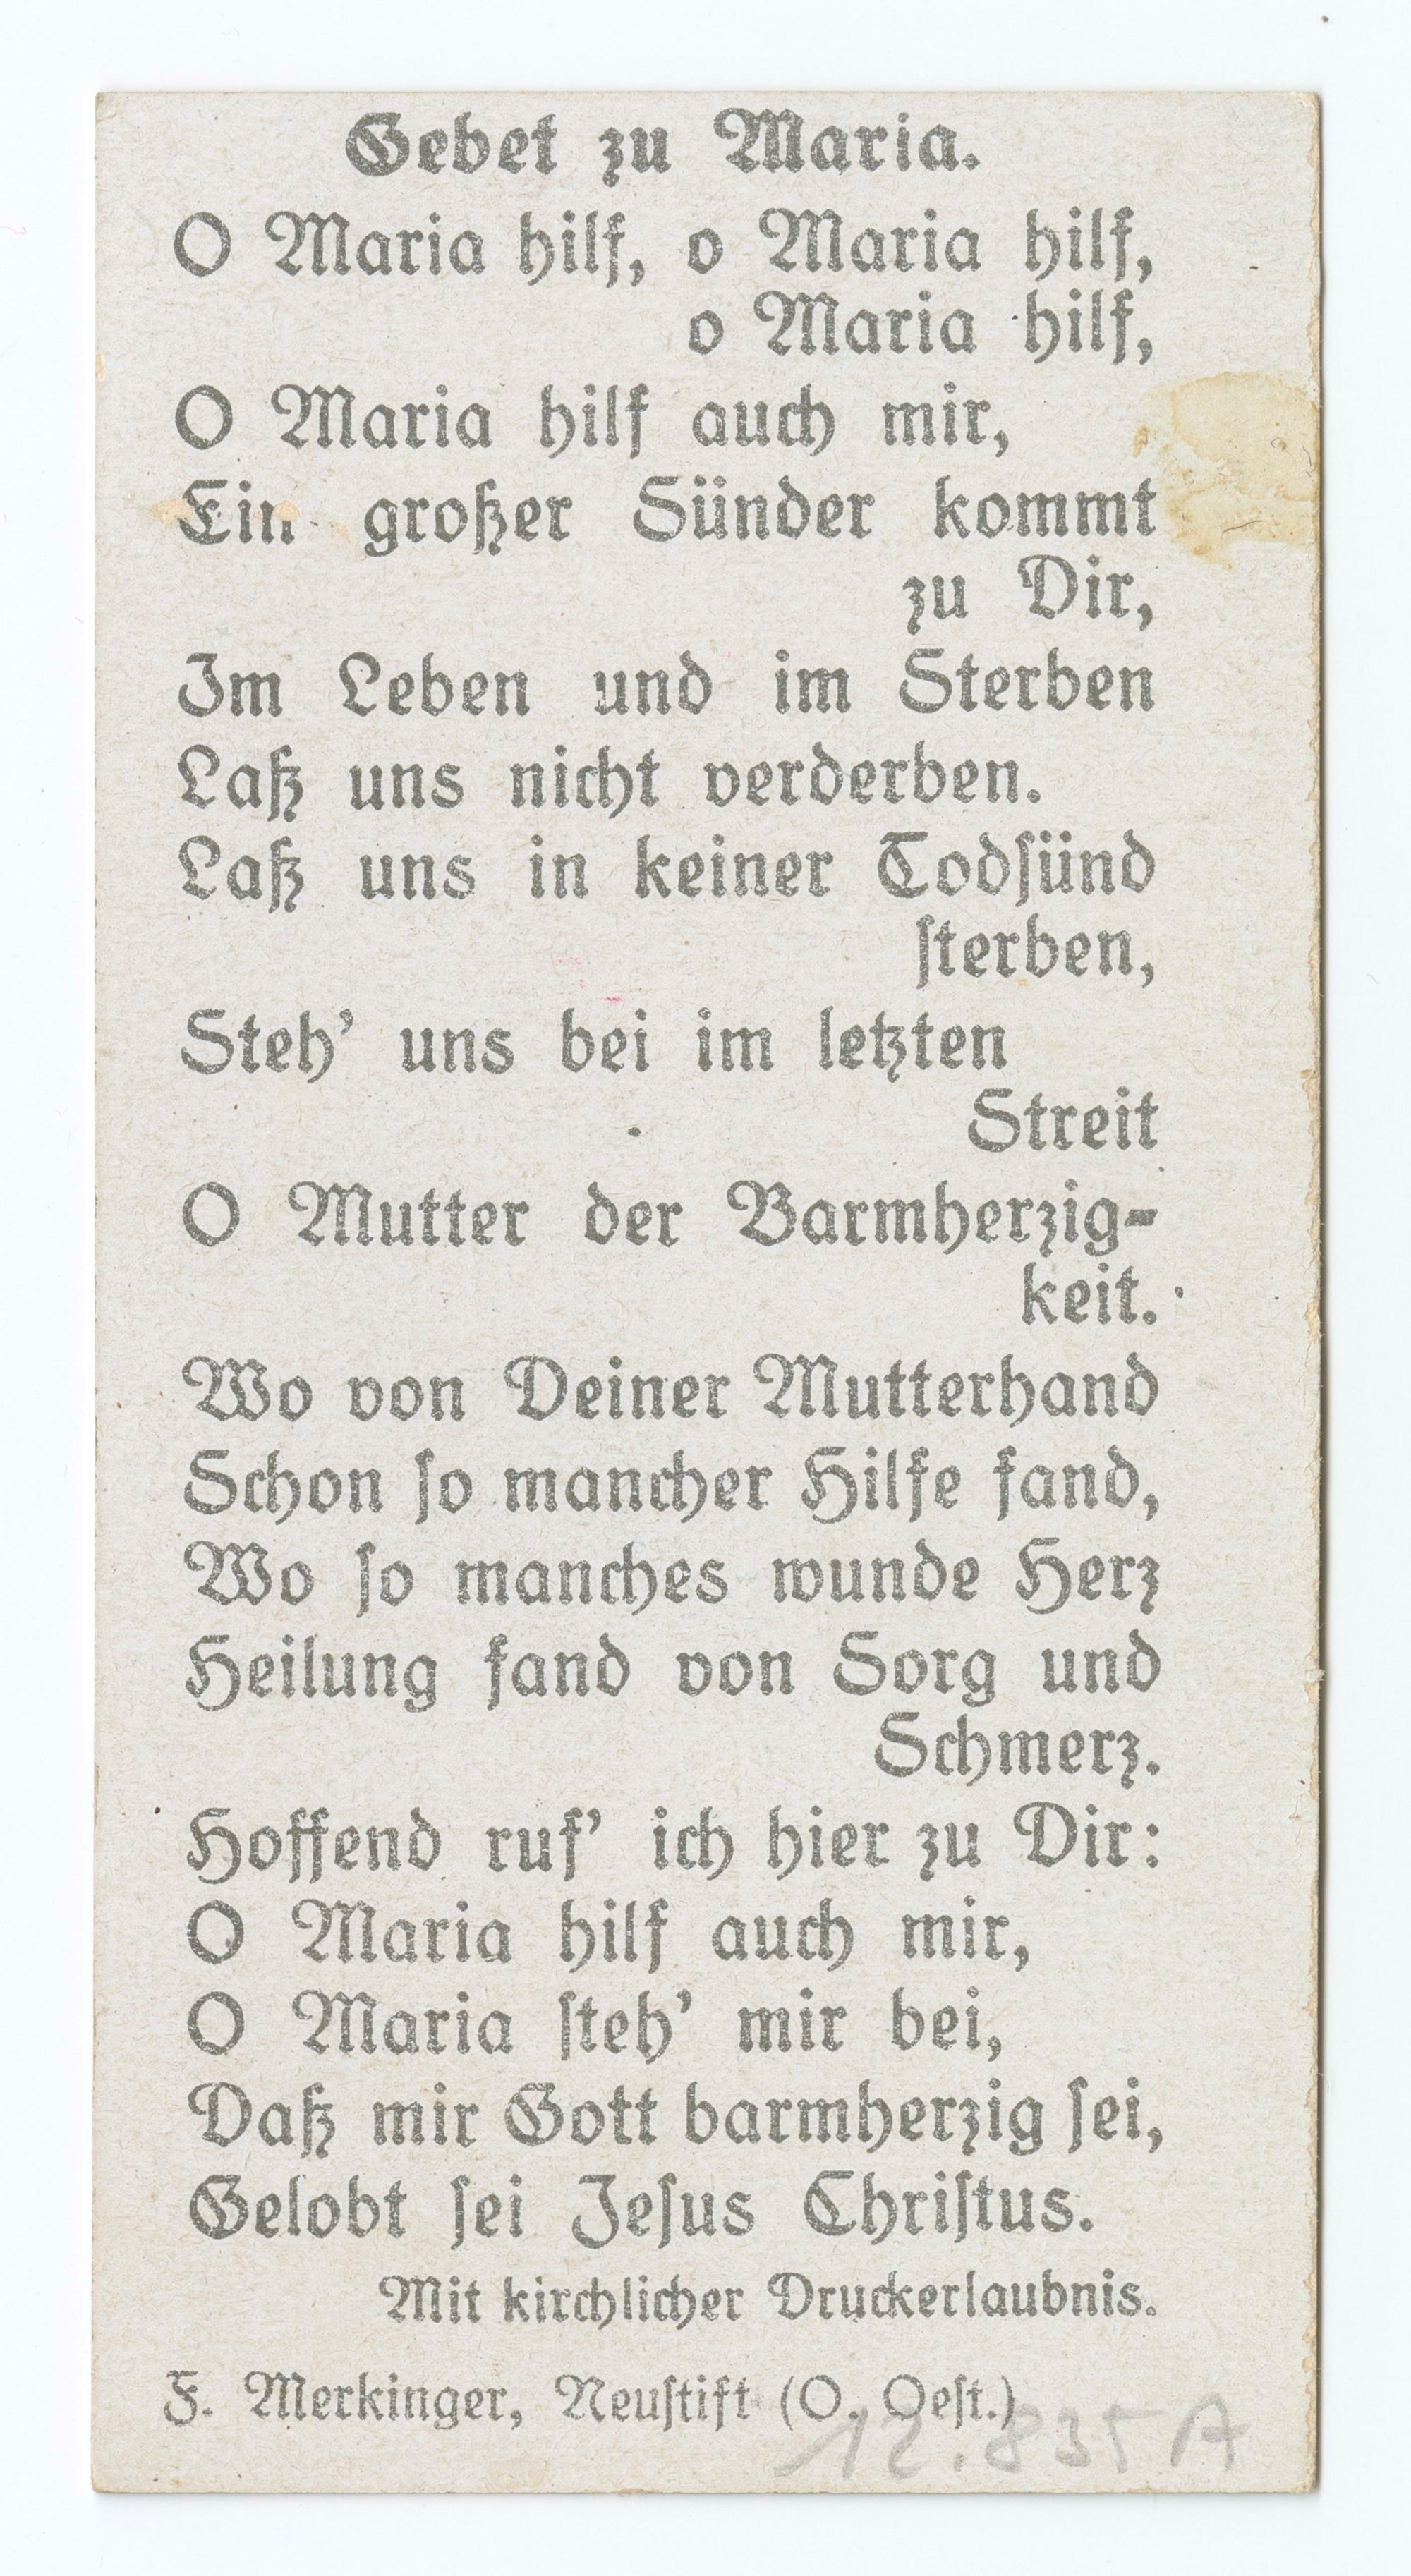 Gebet zu Maria.
O Maria hilf, o Maria hilf,
o Maria hilf,
O Maria hilf auch mir,
Ein großer Sünder kommt
zu Dir,
Im Leben und im Sterben
Laß uns nicht verderben.
Laß uns in keiner Todsünd
sterben,
Steh’ uns bei im letzten
Streit
O Mutter der Barmherzig-
keit.
Wo von Deiner Mutterhand
Schon so mancher Hilfe fand,
Wo so manches wunde Herz
Heilung fand von Sorg und
Schmerz.
Hoffend ruf’ ich hier zu Dir:
O Maria hilf auch mir,
O Maria steh’ mir bei,
Daß mir Gott barmherzig sei,
Gelobt sei Jesus Christus.
Mit kirchlicher Druckerlaubnis.
F. Merkinger, Neustift (O. Oest.)
12.835 A